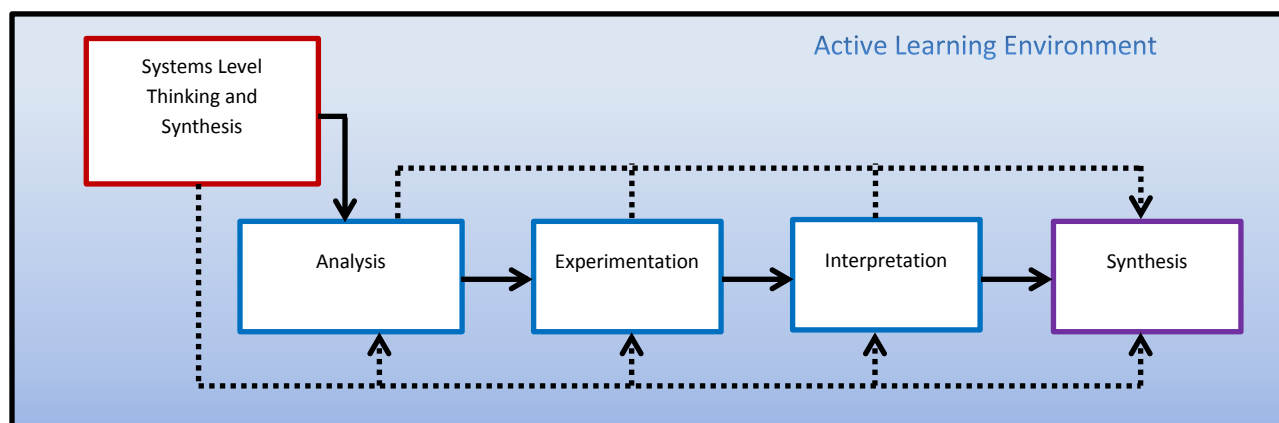 Active Learning Environment
Systems Level
Thinking and
Synthesis
Analysis
Experimentation
Interpretation
Synthesis